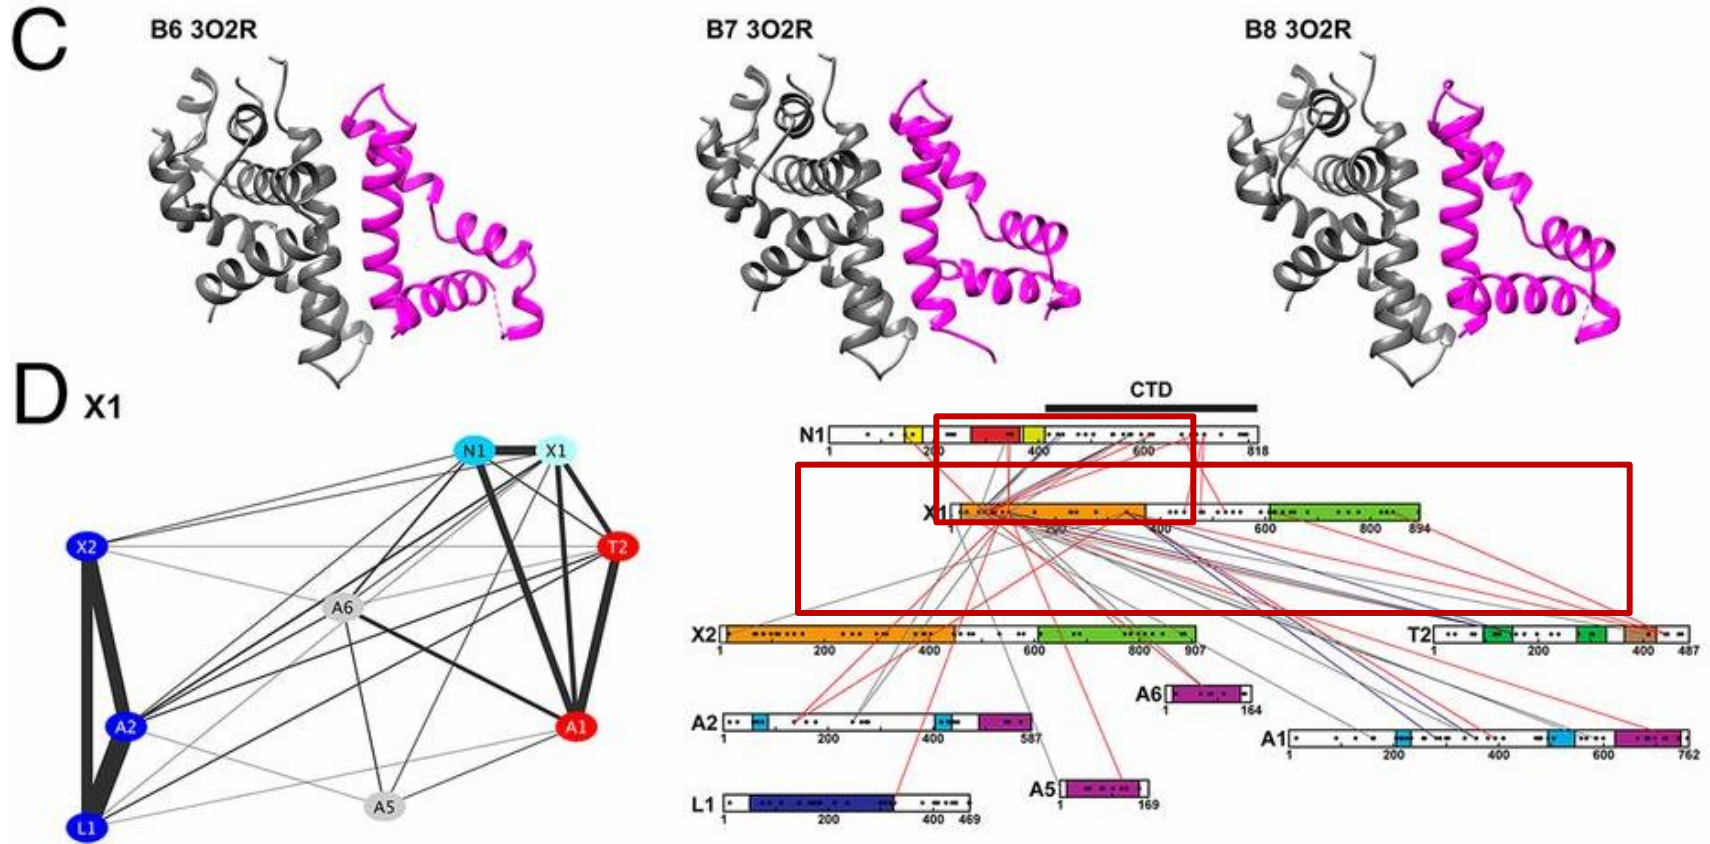 C
B6 3O2R
B7 3O2R
B8 3O2R
D X1
N1
X1
X2
T2
A6
A2
A1
A5
L1
CTD
N1
1 200 400 600 818
X1
1 200 400 600 800 894
X2
1 200 400 600 800 907
T2
1 200 400 487
A6
1 164
A2
1 200 400 587
A1
1 200 400 600 762
A5
1 169
L1
1 200 400 469